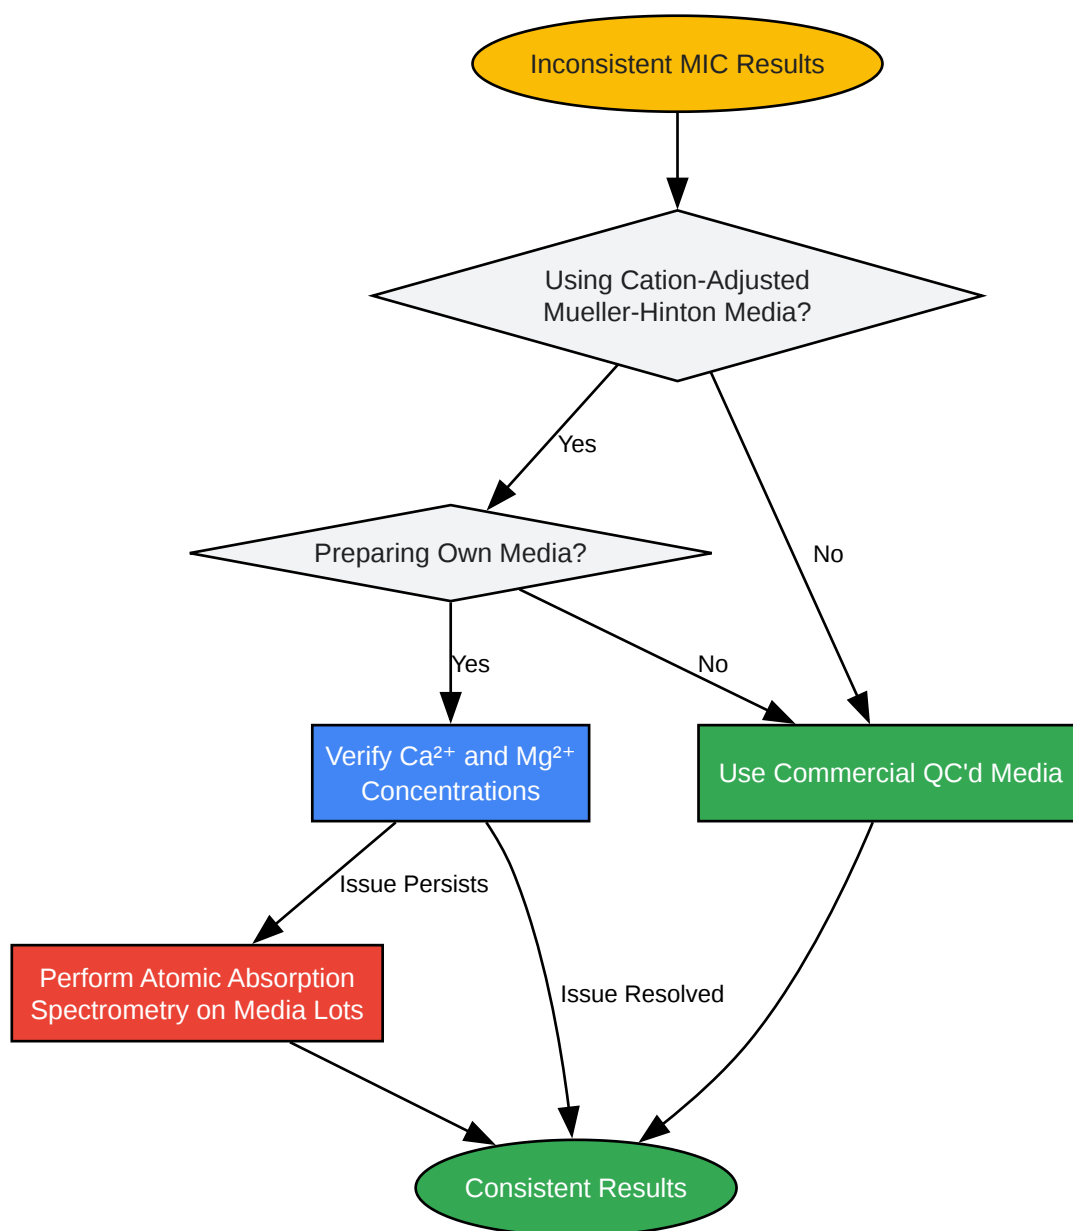 Inconsistent MIC Results
Using Cation-Adjusted
Mueller-Hinton Media?
Yes
No
Preparing Own Media?
Yes
No
Verify Ca²⁺ and Mg²⁺
Concentrations
Use Commercial QC'd Media
Issue Persists
Issue Resolved
Perform Atomic Absorption
Spectrometry on Media Lots
Consistent Results